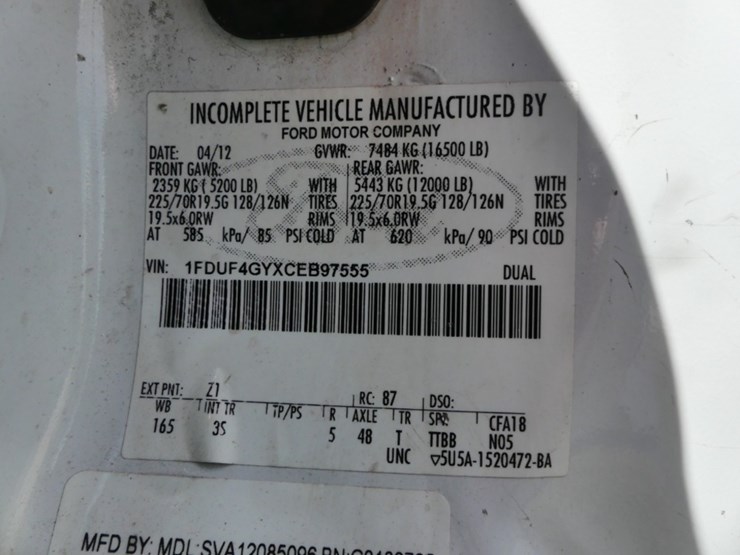 INCOMPLETE VEHICLE MANUFACTURED BY
FORD MOTOR COMPANY
DATE: 04/12 GVWR: 7484 KG (16500 LB)
FRONT GAWR: REAR GAWR:
2359 KG ( 5200 LB) WITH 5443 KG (12000 LB) WITH
225/70R19.5G 128/126N TIRES 225/70R19.5G 128/126N TIRES
19.5x6.0RW RIMS 19.5x6.0RW RIMS
AT 585 kPa/ 85 PSI COLD AT 620 kPa/ 90 PSI COLD
VIN: 1FDUF4GYXCEB97555 DUAL
EXT PNT: Z1 RC: 87 DSO:
WB INT TR TP/PS R AXLE TR SPR CFA18
165 3S 5 48 T TTBB N05
UNC ▽5U5A-1520472-BA
MFD BY: MDL:SVA12085096